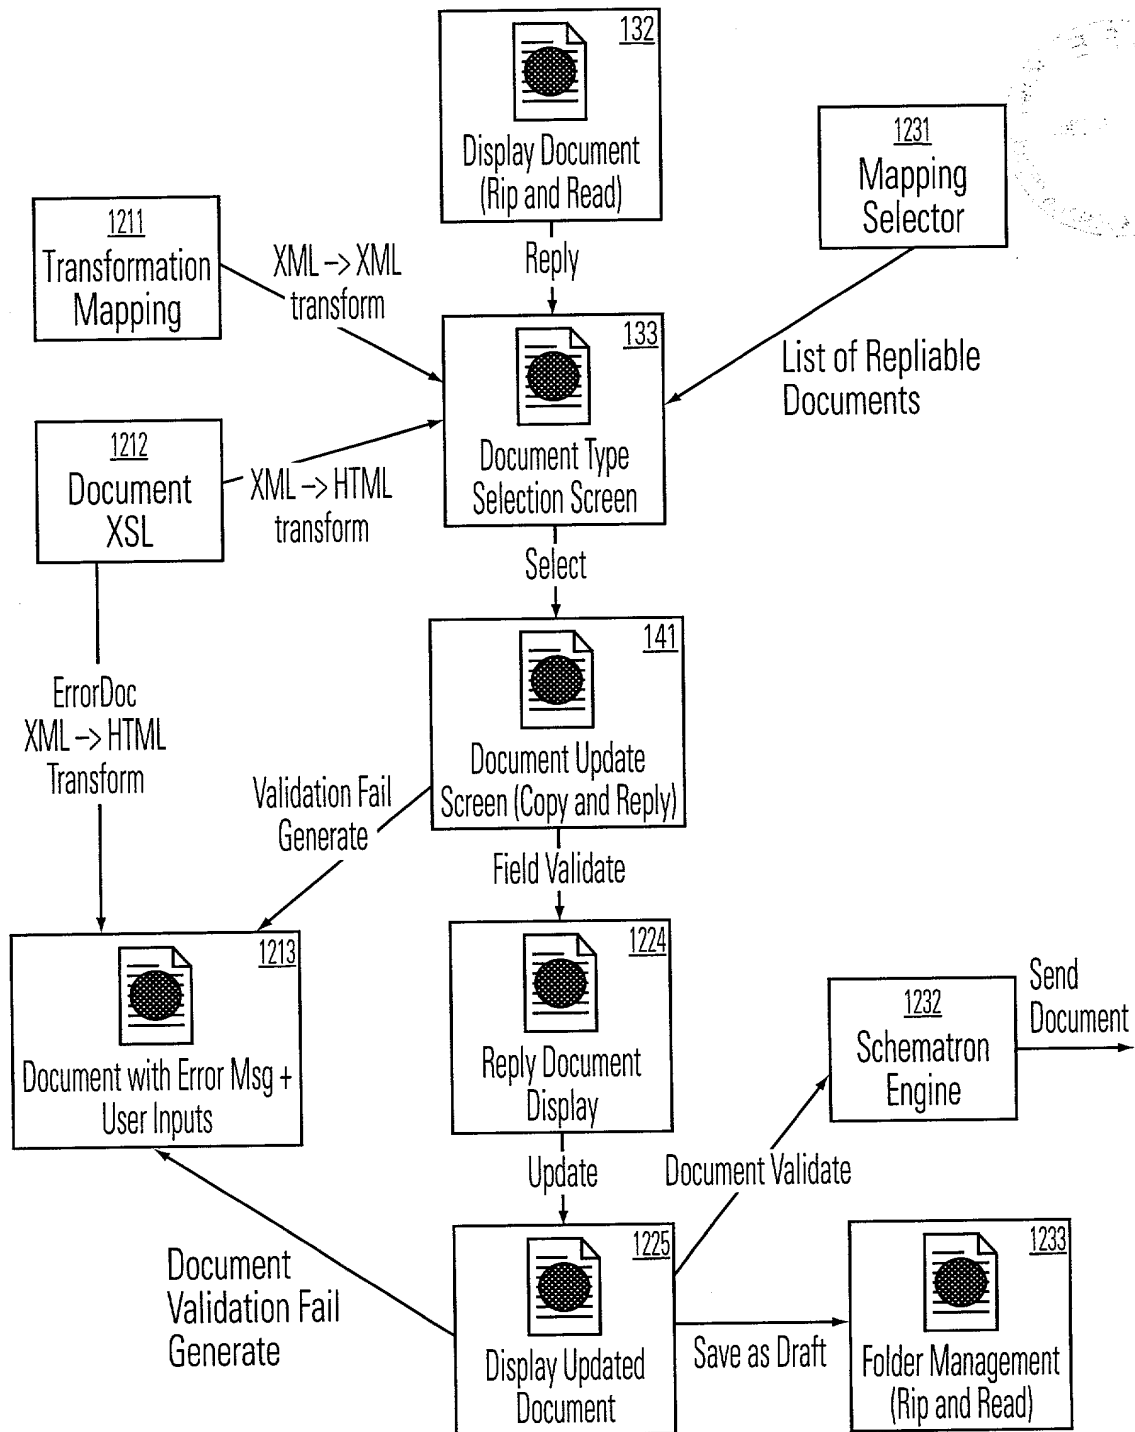 132
Display Document
(Rip and Read)
1231
Mapping
Selector
1211
Transformation
Mapping
XML -> XML
transform
Reply
133
Document Type
Selection Screen
List of Repliable
Documents
1212
Document
XSL
XML -> HTML
transform
Select
141
Document Update
Screen (Copy and Reply)
ErrorDoc
XML -> HTML
Transform
Validation Fail
Generate
Field Validate
1213
Document with Error Msg +
User Inputs
1224
Reply Document
Display
1232
Schematron
Engine
Send
Document
Update
Document Validate
Document
Validation Fail
Generate
1225
Display Updated
Document
Save as Draft
1233
Folder Management
(Rip and Read)